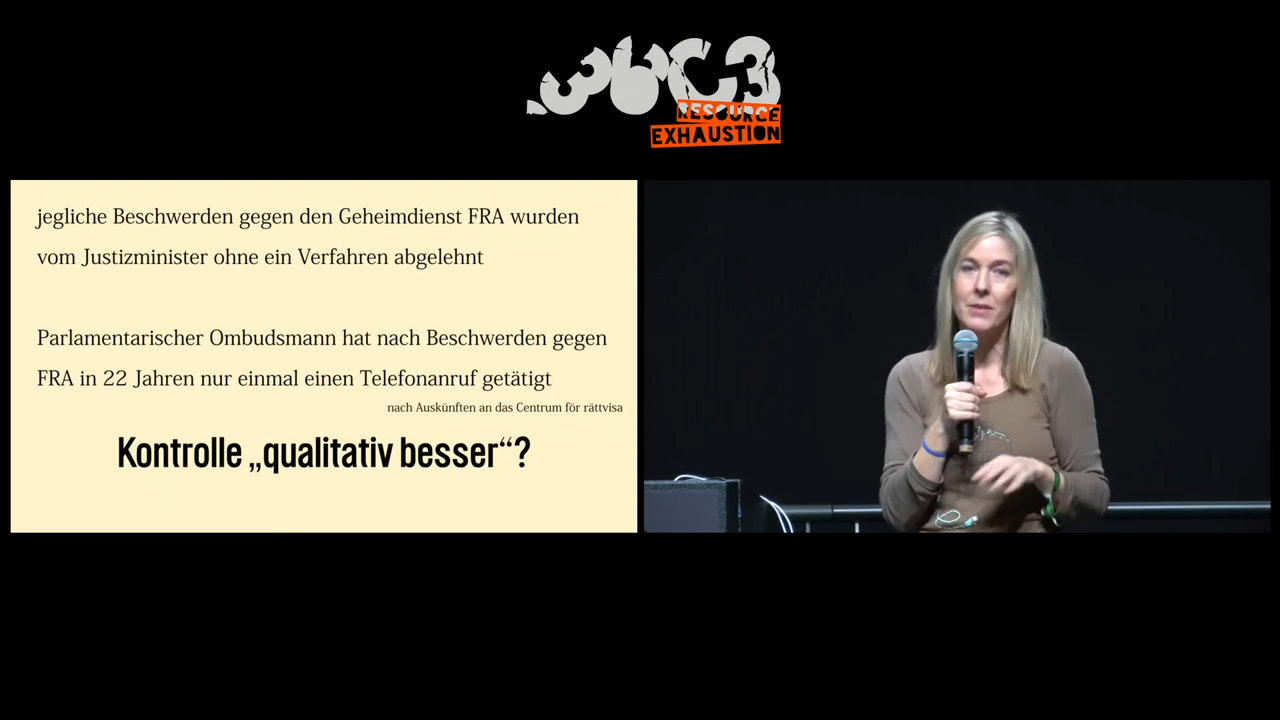 36C3
RESOURCE
EXHAUSTION
jegliche Beschwerden gegen den Geheimdienst FRA wurden
vom Justizminister ohne ein Verfahren abgelehnt
Parlamentarischer Ombudsmann hat nach Beschwerden gegen
FRA in 22 Jahren nur einmal einen Telefonanruf getätigt
nach Auskünften an das Centrum för rättvisa
Kontrolle „qualitativ besser“?